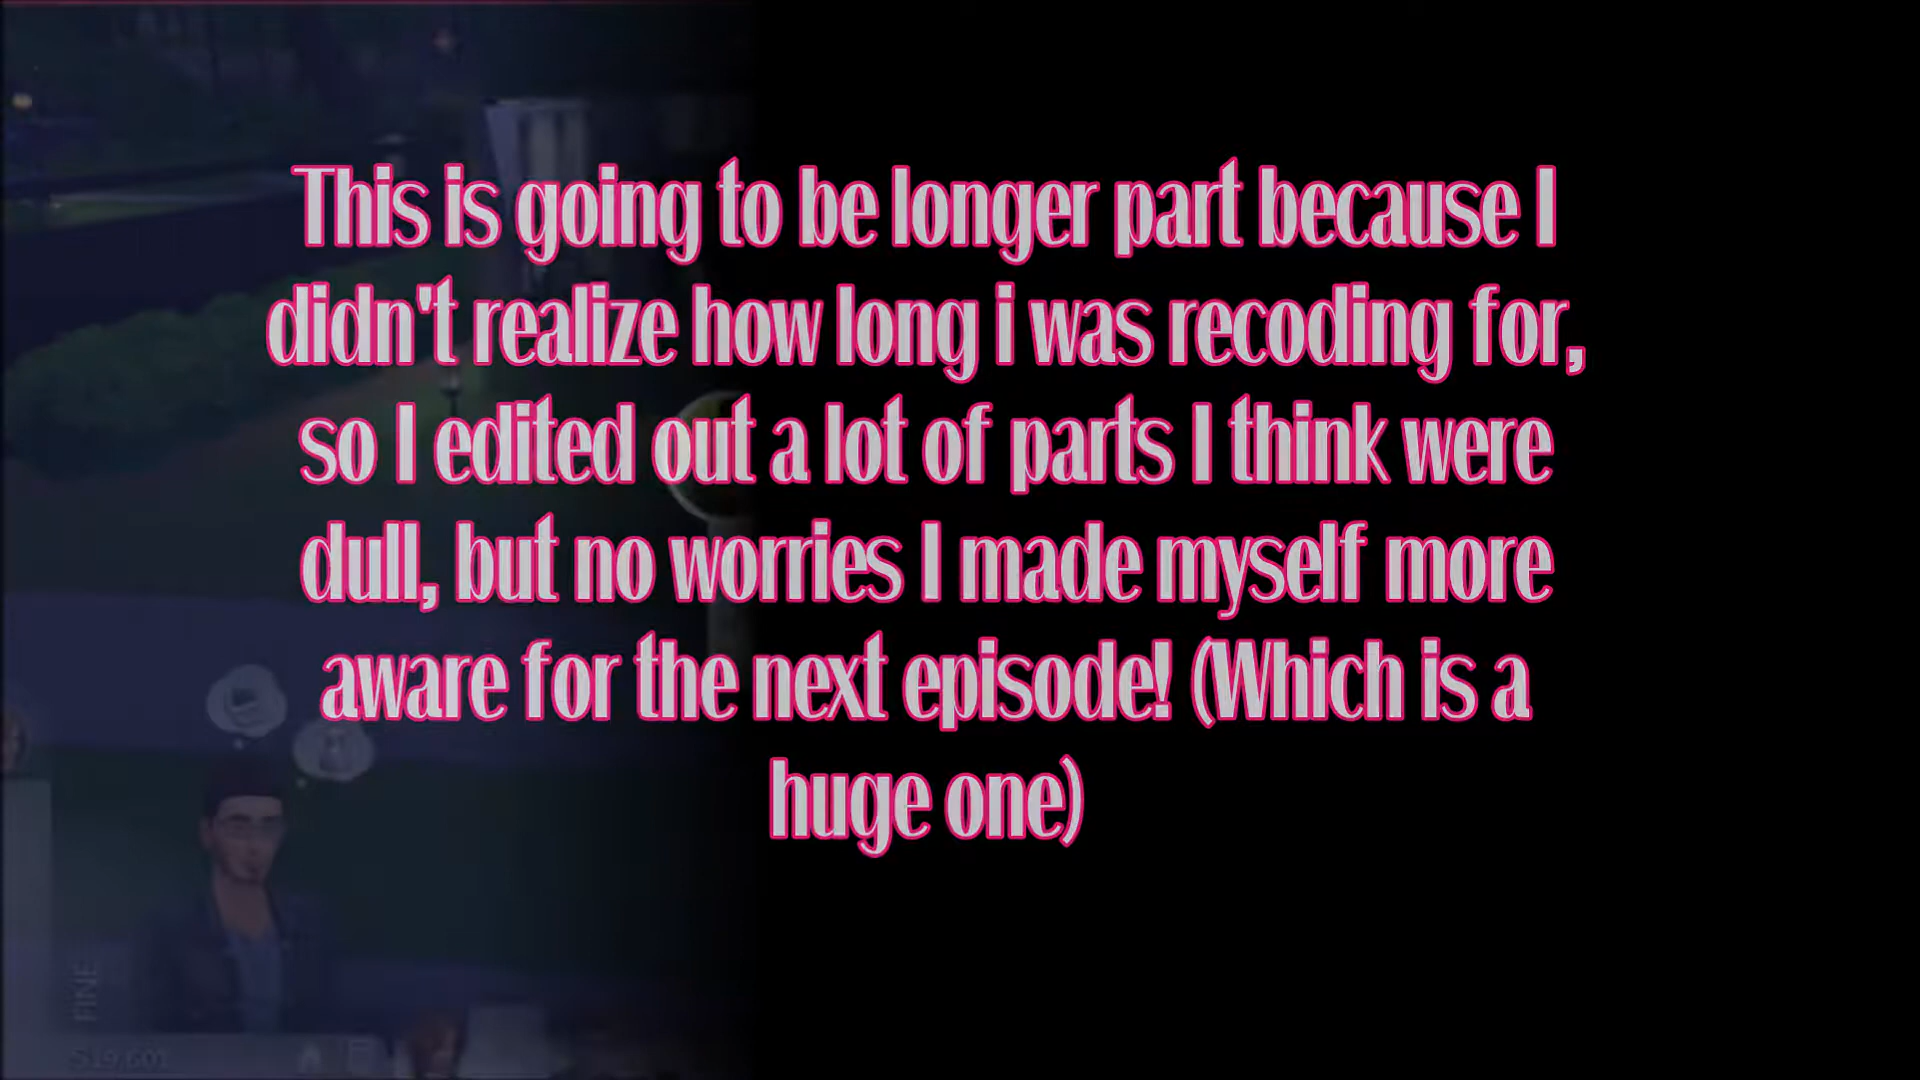 This is going to be longer part because I
didn't realize how long i was recoding for,
so I edited out a lot of parts I think were
dull, but no worries I made myself more
aware for the next episode! (Which is a
huge one)
FINE